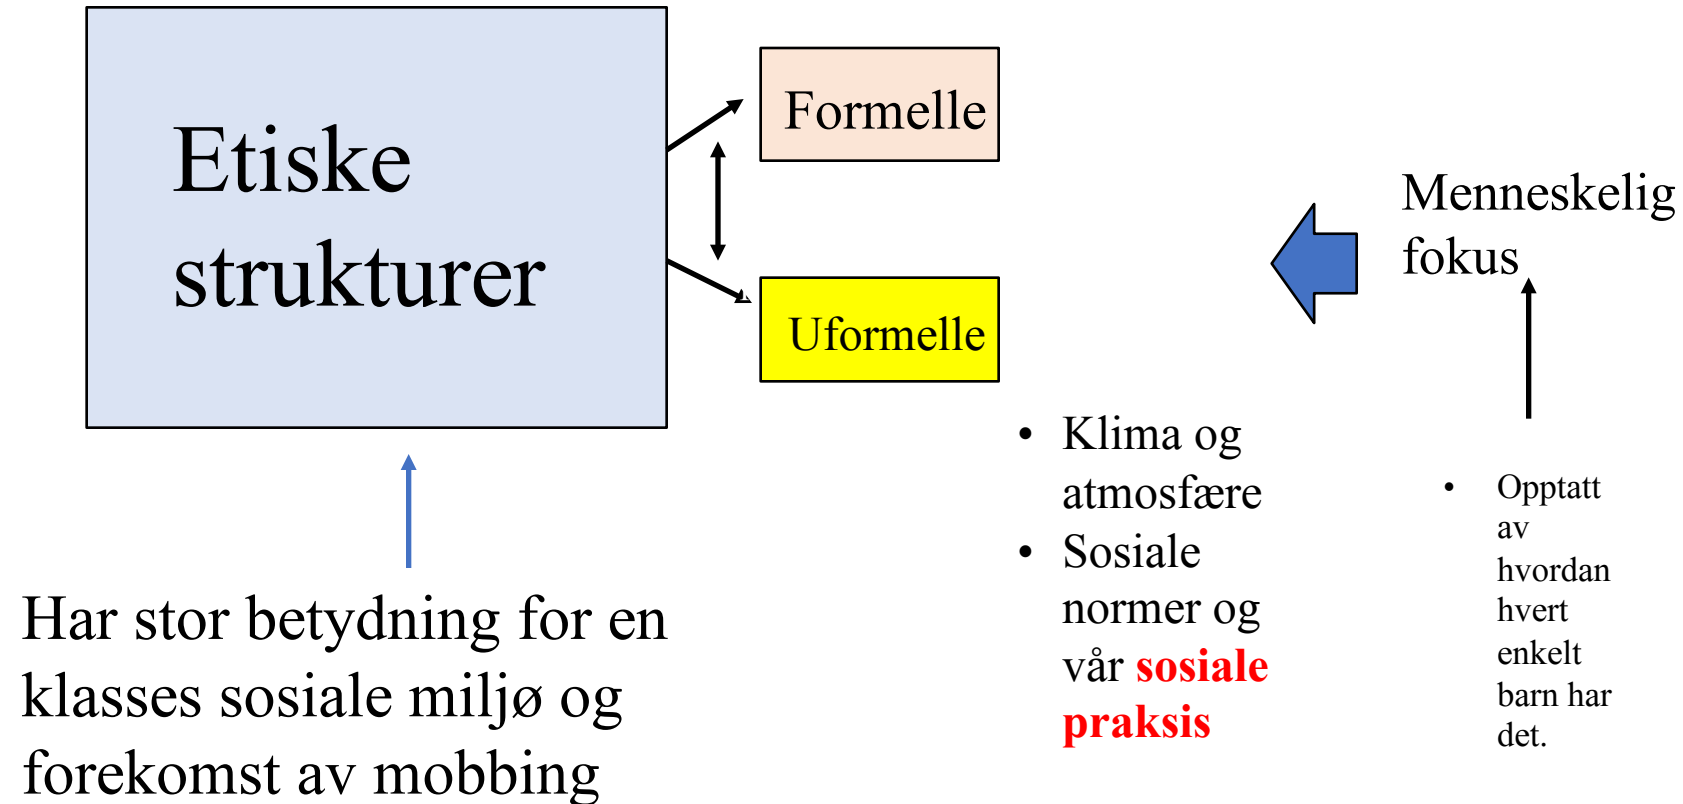 Etiske
strukturer
Formelle
Uformelle
Menneskelig
fokus
Har stor betydning for en
klasses sosiale miljø og
forekomst av mobbing
• Klima og
atmosfære
• Sosiale
normer og
vår sosiale
praksis
• Opptatt
av
hvordan
hvert
enkelt
barn har
det.